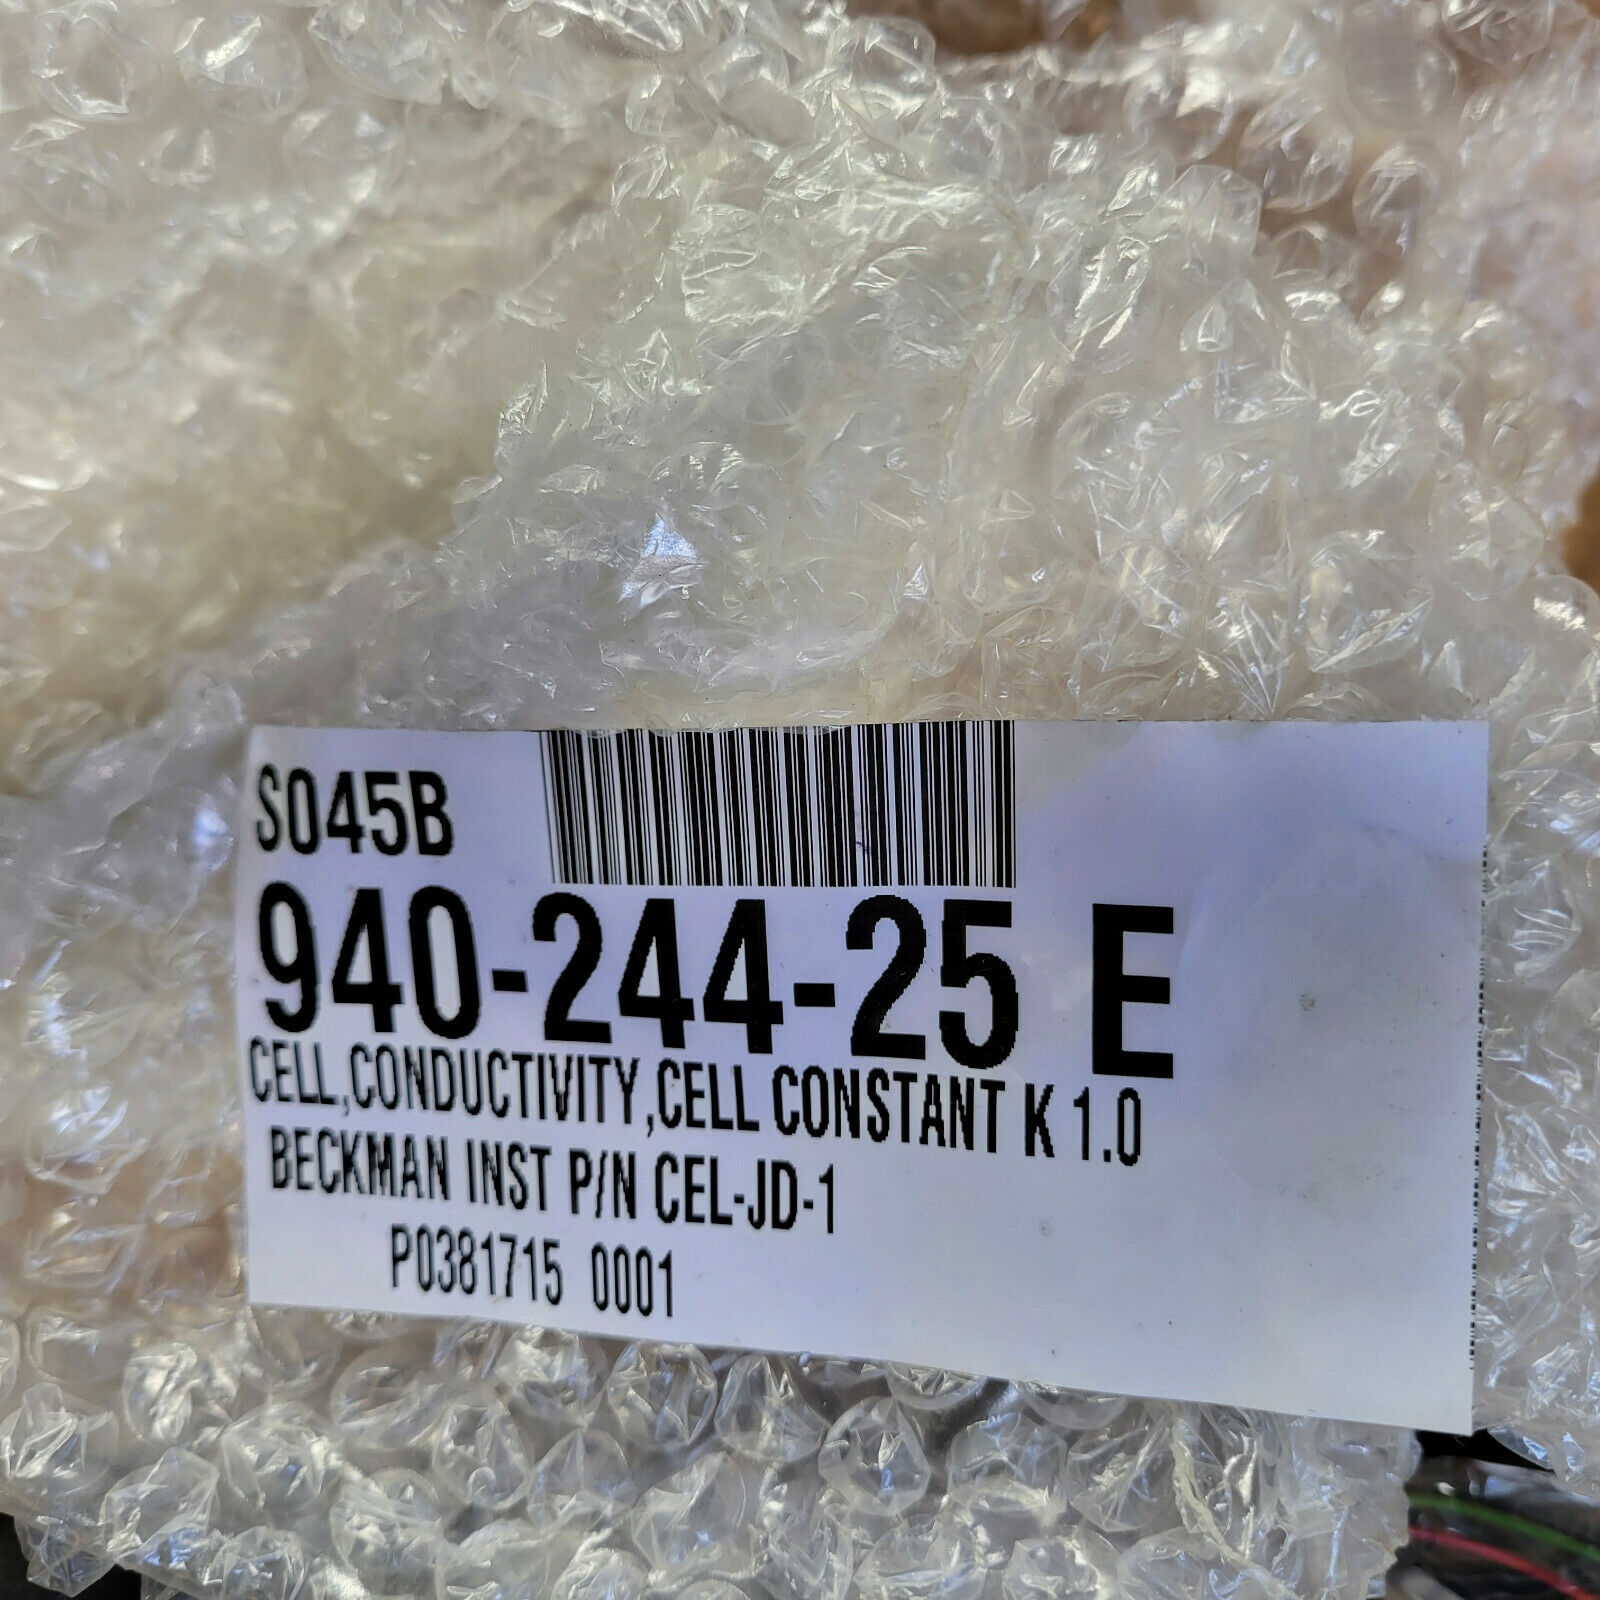 S045B
940-244-25 E
CELL,CONDUCTIVITY,CELL CONSTANT K 1.0
BECKMAN INST P/N CEL-JD-1
P0381715 0001